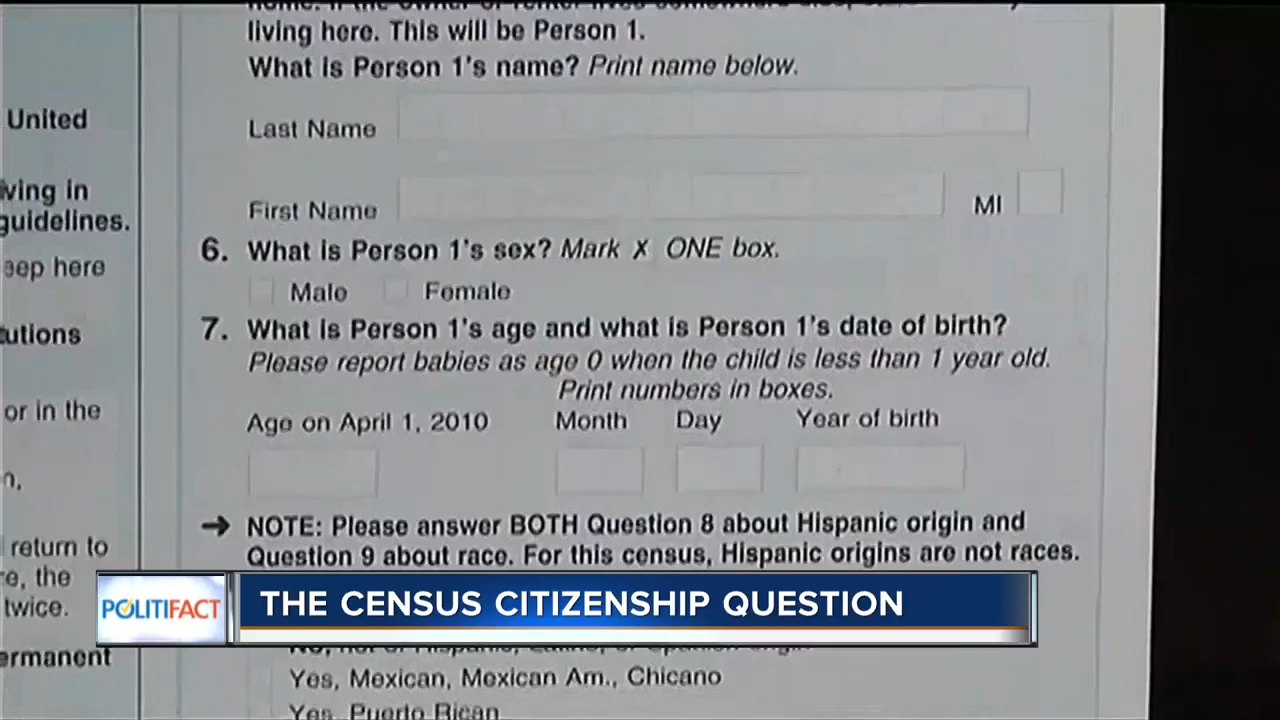 living here. This will be Person 1.
What is Person 1's name? Print name below.
Last Name
First Name
MI
6. What is Person 1's sex? Mark X ONE box.
Male Female
7. What is Person 1's age and what is Person 1's date of birth?
Please report babies as age 0 when the child is less than 1 year old.
Print numbers in boxes.
Age on April 1, 2010 Month Day Year of birth
→ NOTE: Please answer BOTH Question 8 about Hispanic origin and
Question 9 about race. For this census, Hispanic origins are not races.
Yes, Mexican, Mexican Am., Chicano
Yes, Puerto Rican
United
in
guidelines.
here
or in the
return to
the
twice.
POLITIFACT
THE CENSUS CITIZENSHIP QUESTION